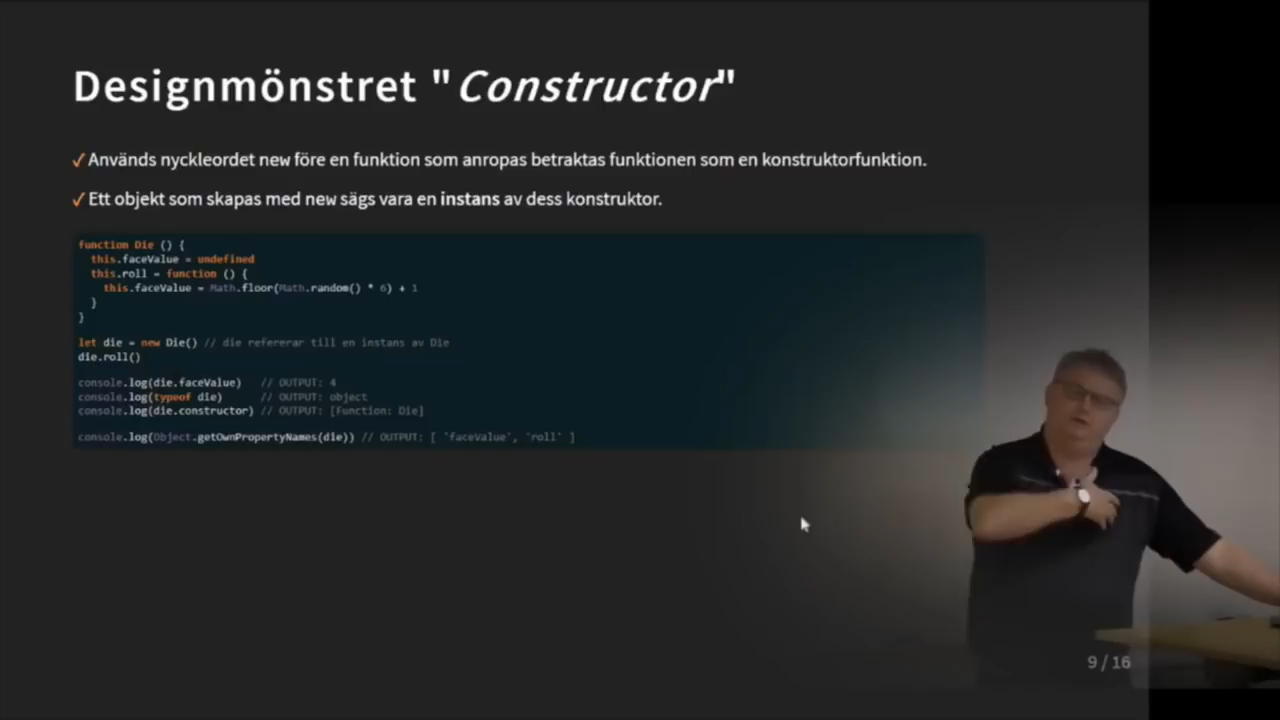 Designmönstret "Constructor"
✓ Används nyckleordet new före en funktion som anropas betraktas funktionen som en konstruktorfunktion.
✓ Ett objekt som skapas med new sägs vara en instans av dess konstruktor.
function Die () {
this.faceValue = undefined
this.roll = function () {
this.faceValue = Math.floor(Math.random() * 6) + 1
}
}
let die = new Die() // die refererar till en instans av Die
die.roll()
console.log(die.faceValue) // OUTPUT: 4
console.log(typeof die) // OUTPUT: object
console.log(die.constructor) // OUTPUT: [Function: Die]
console.log(Object.getOwnPropertyNames(die)) // OUTPUT: [ 'faceValue', 'roll' ]
9 / 16